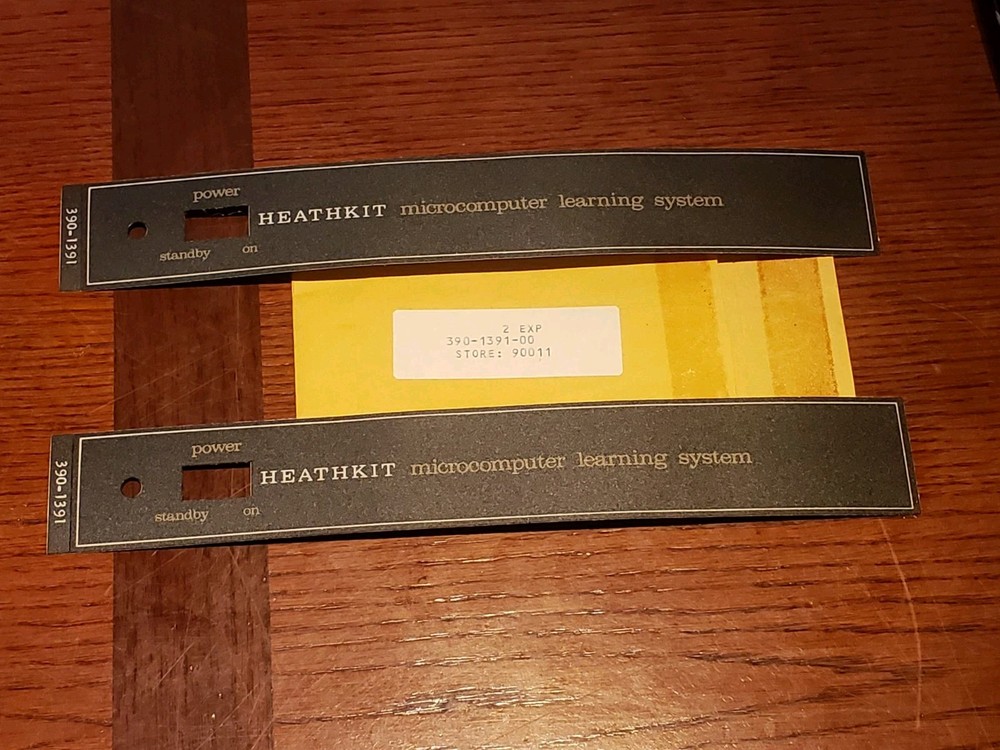 390-1391
power
HEATHKIT microcomputer learning system
standby on
2 EXP
390-1391-00
STORE: 90011
390-1391
power
HEATHKIT microcomputer learning system
standby on